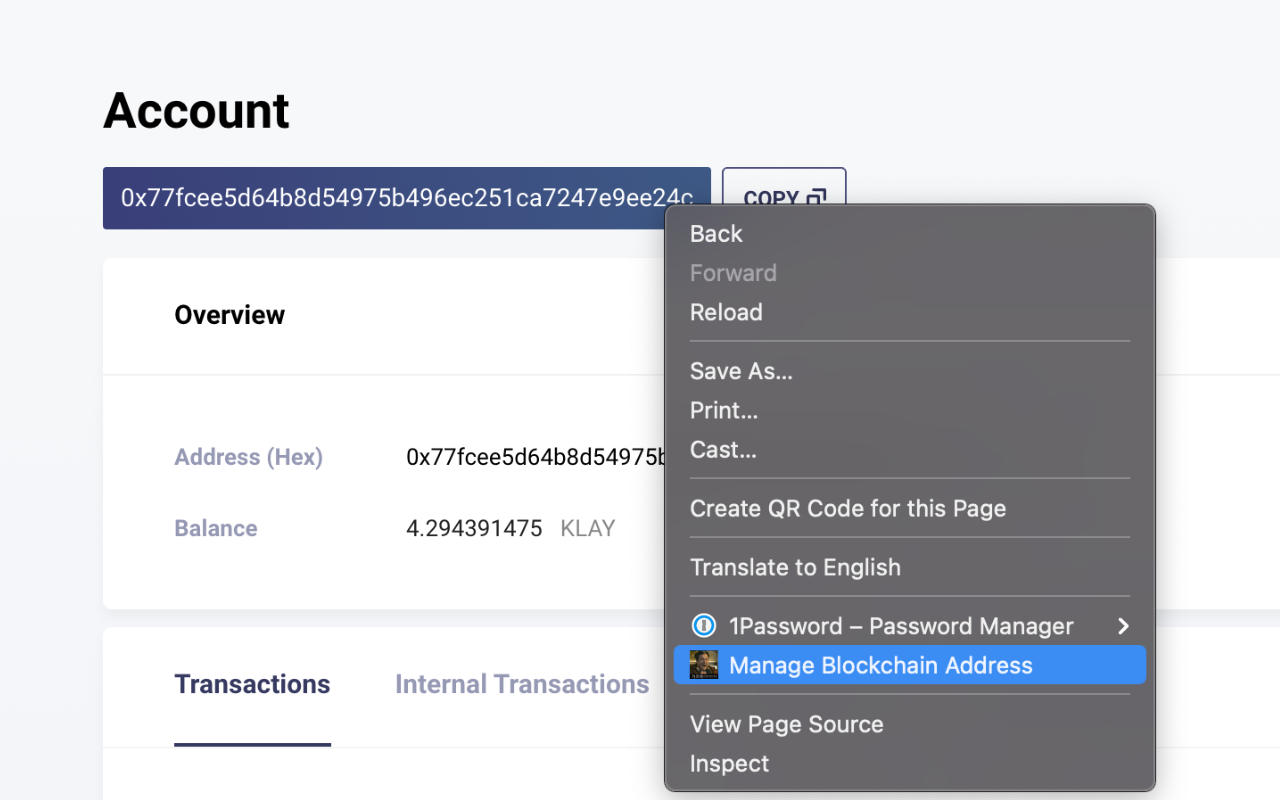 Account
0x77fcee5d64b8d54975b496ec251ca7247e9ee24c
COPY
Back
Forward
Reload
Overview
Save As...
Print...
Cast...
Address (Hex) 0x77fcee5d64b8d54975b
Create QR Code for this Page
Balance 4.294391475 KLAY
Translate to English
1Password – Password Manager
Manage Blockchain Address
Transactions Internal Transactions
View Page Source
Inspect